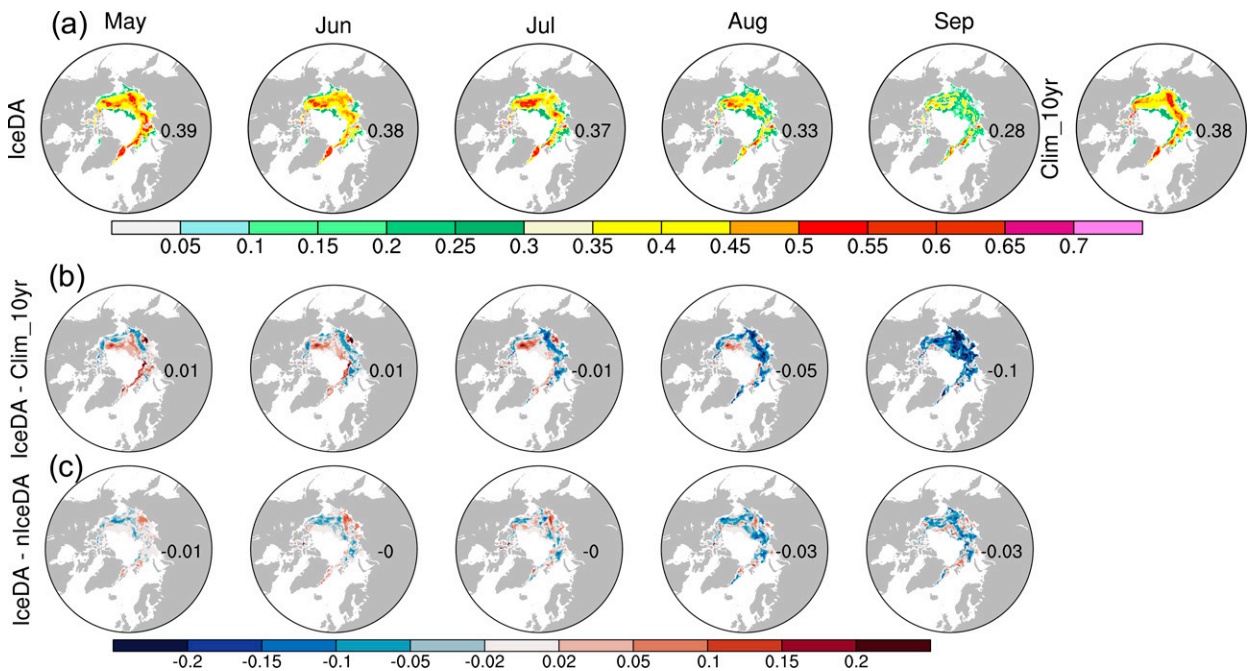 (a)
May Jun Jul Aug Sep
IceDA
Clim_10yr
0.39 0.38 0.37 0.33 0.28 0.38
0.05 0.1 0.15 0.2 0.25 0.3 0.35 0.4 0.45 0.5 0.55 0.6 0.65 0.7
(b)
IceDA - Clim_10yr
0.01 0.01 -0.01 -0.05 -0.1
(c)
IceDA - nIceDA
-0.01 -0 -0 -0.03 -0.03
-0.2 -0.15 -0.1 -0.05 -0.02 0.02 0.05 0.1 0.15 0.2